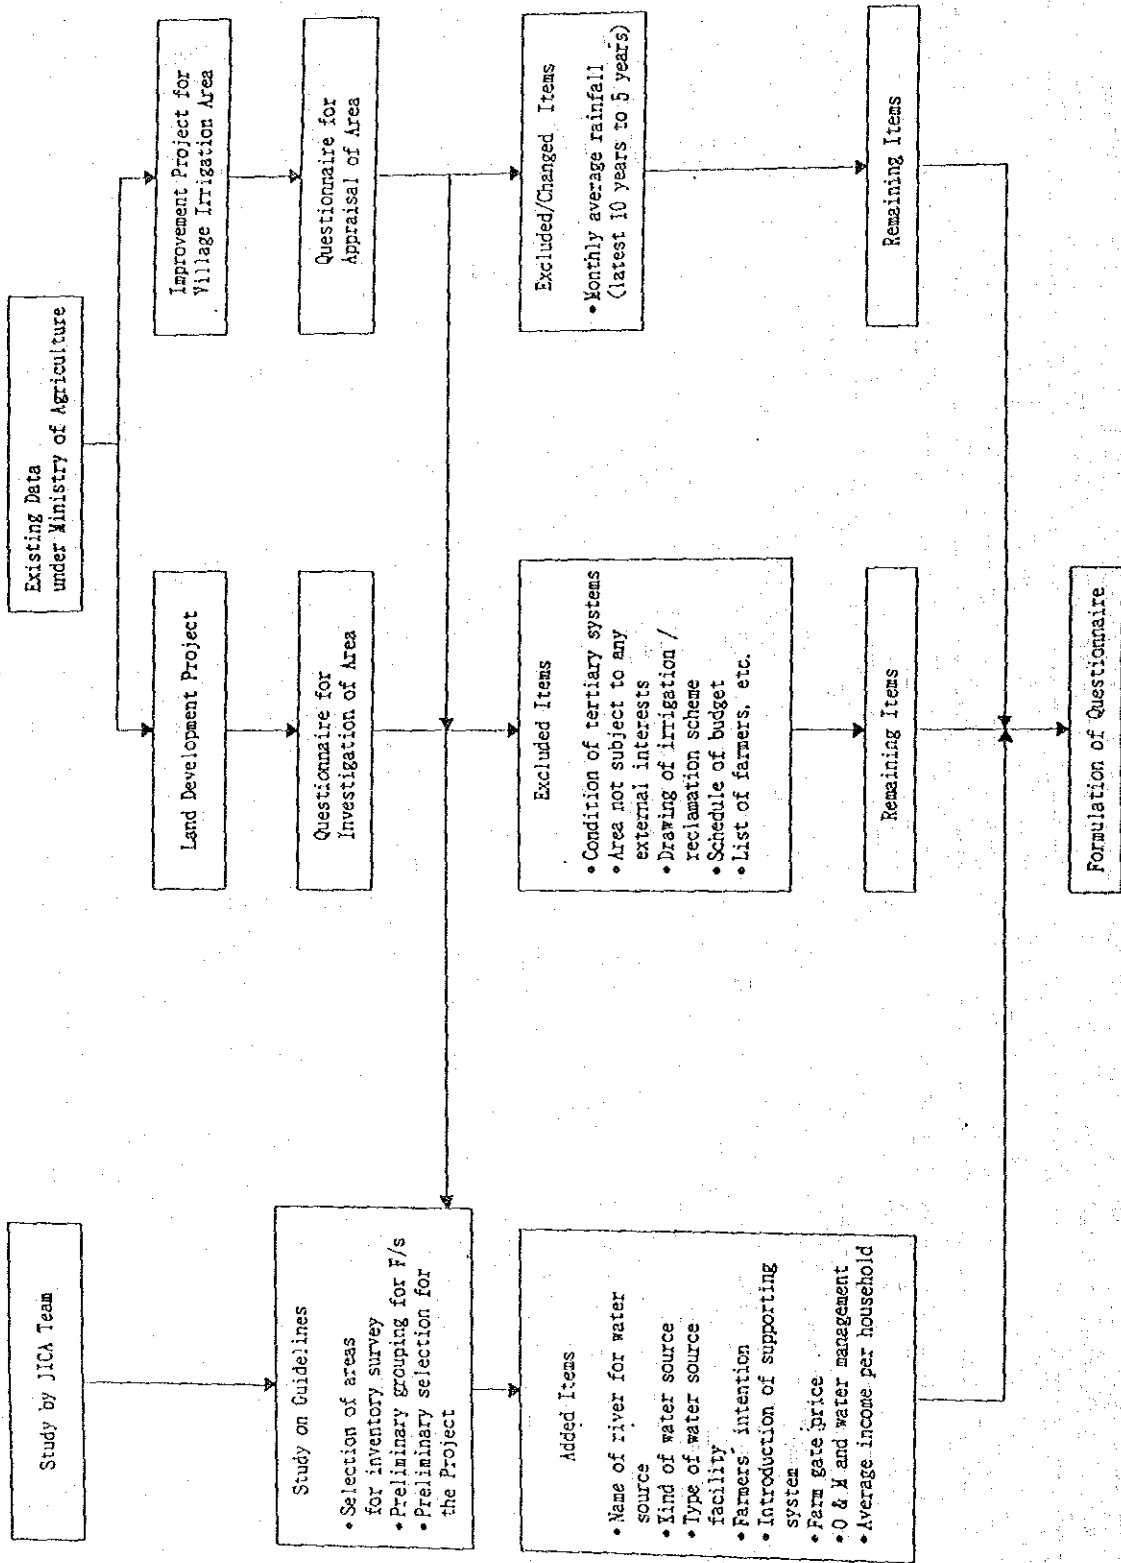 Study by JICA Team
Existing Data
under Ministry of Agriculture
Land Development Project
Improvement Project for
Village Irrigation Area
Study on Guidelines
• Selection of areas
for inventory survey
• Preliminary grouping for F/s
• Preliminary selection for
the Project
Questionnaire for
Investigation of Area
Questionnaire for
Appraisal of Area
Added Items
• Name of river for water
source
• Kind of water source
• Type of water source
facility
• Farmers' intention
• Introduction of supporting
system
• Farm gate price
• O & M and water management
• Average income per household
Excluded Items
• Condition of tertiary systems
• Area not subject to any
external interests
• Drawing of irrigation /
reclamation scheme
• Schedule of budget
• List of farmers, etc.
Excluded/Changed Items
• Monthly average rainfall
(latest 10 years to 5 years)
Remaining Items
Remaining Items
Formulation of Questionnaire